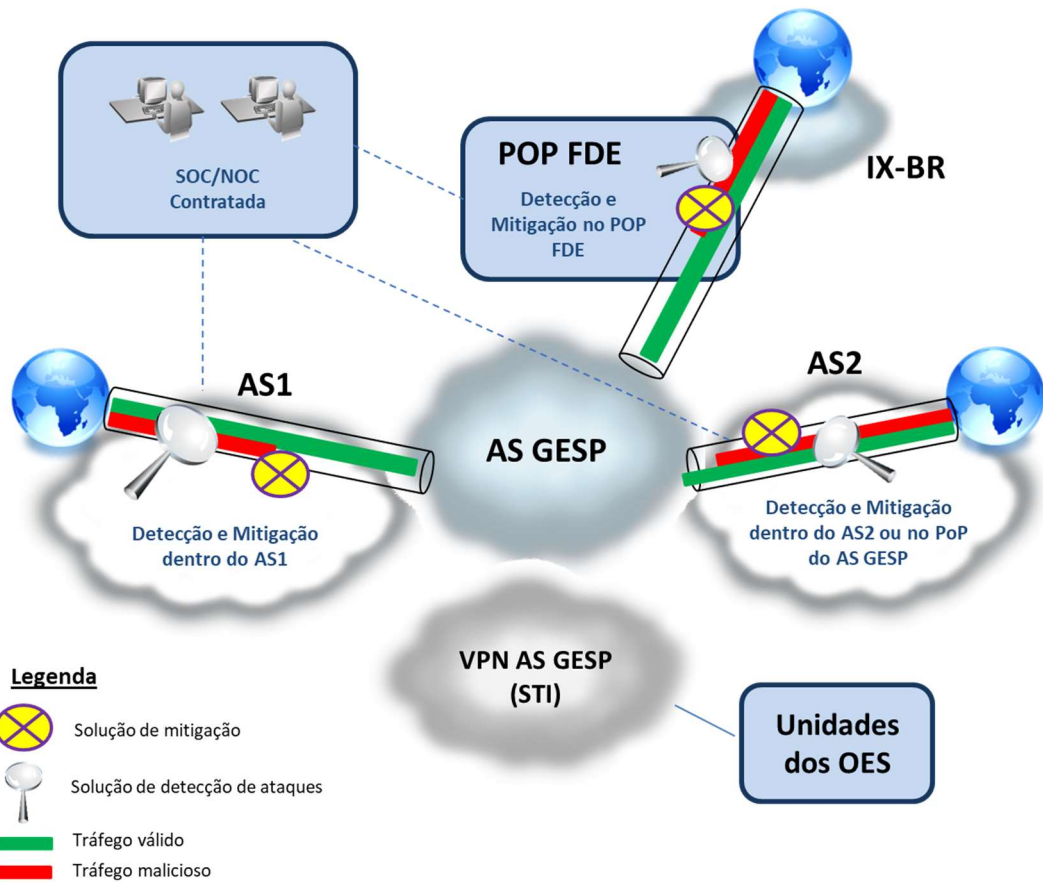 SOC/NOC
Contratada
POP FDE
Detecção e
Mitigação no POP
FDE
IX-BR
AS1
AS2
AS GESP
Detecção e Mitigação
dentro do AS1
Detecção e Mitigação
dentro do AS2 ou no PoP
do AS GESP
VPN AS GESP
(STI)
Unidades
dos OES
Legenda
Solução de mitigação
Solução de detecção de ataques
Tráfego válido
Tráfego malicioso